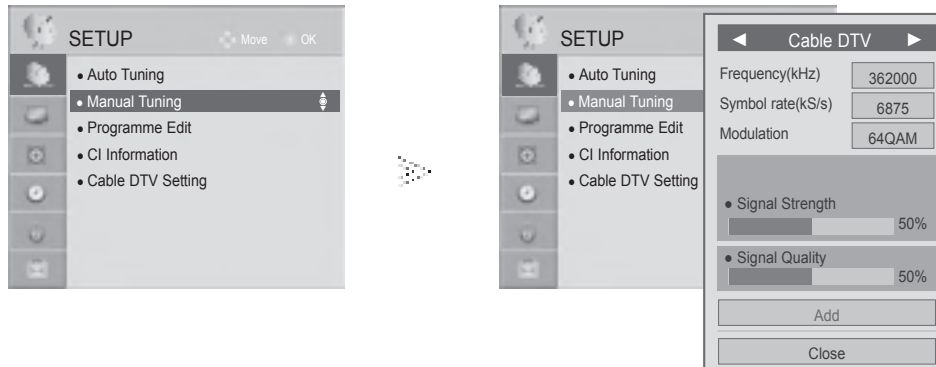 SETUP
Move OK
• Auto Tuning
• Manual Tuning
• Programme Edit
• CI Information
• Cable DTV Setting
SETUP
• Auto Tuning
• Manual Tuning
• Programme Edit
• CI Information
• Cable DTV Setting
◄ Cable DTV ►
Frequency(kHz) 362000
Symbol rate(kS/s) 6875
Modulation 64QAM
• Signal Strength
50%
• Signal Quality
50%
Add
Close